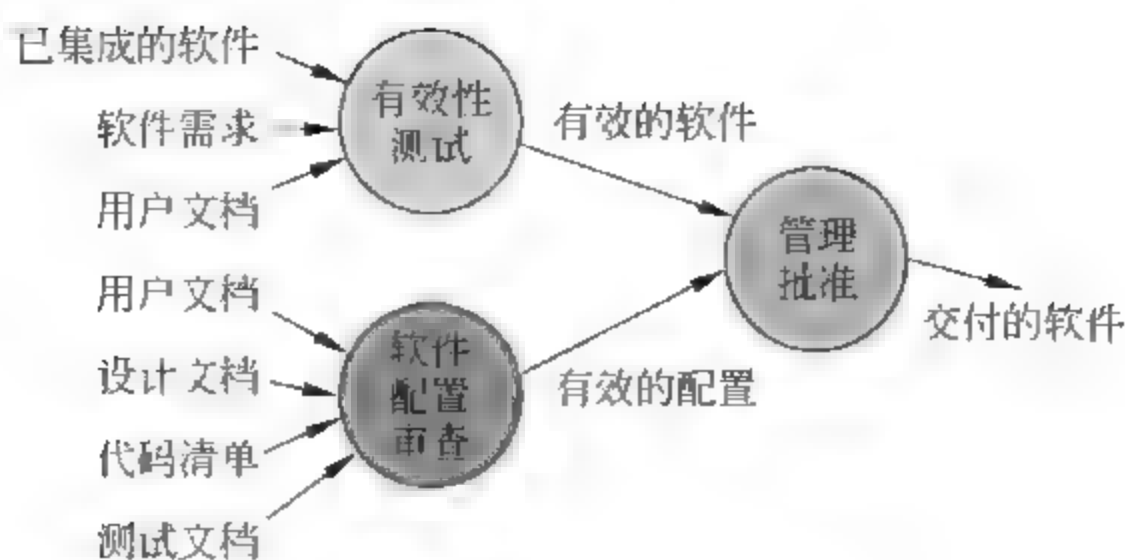 已集成的软件
软件需求
用户文档
有效性
测试
有效的软件
用户文档
设计文档
代码清单
测试文档
软件
配置
审查
有效的配置
管理
批准
交付的软件